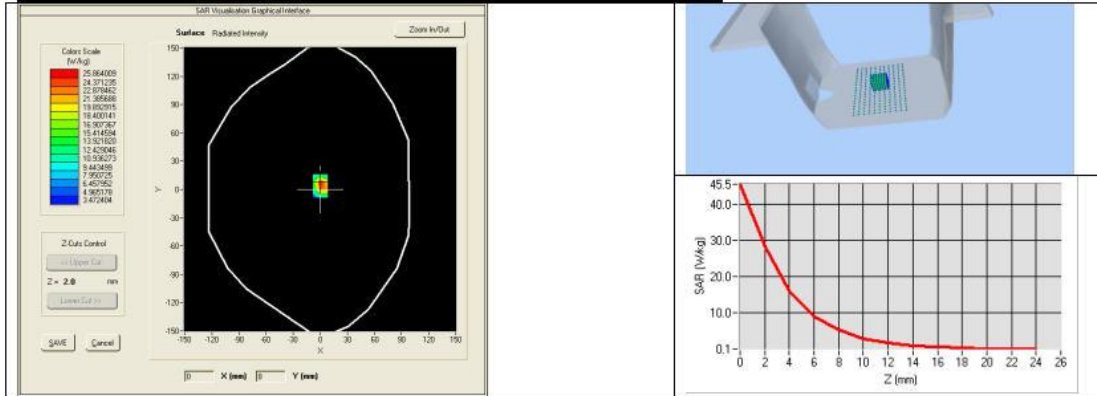 SAR Visualisation Graphical Interface
Surface Radiated Intensity
Zoom In/Out
Colors Scale
(W/kg)
25.864009
24.371235
22.878462
21.385688
19.892915
18.400141
16.907367
15.414594
13.921820
12.429046
10.936273
9.443499
7.950725
6.457952
4.965178
3.472404
150
120
90
60
30
0
-30
-60
-90
-120
-150
Y
-150 -120 -90 -60 -30 0 30 60 90 120 150
X
Z-Cuts Control
<< Upper Cut
Z = 2.0 mm
Lower Cut >>
SAVE Cancel
0 X (mm) 0 Y (mm)
45.5
40.0
30.0
20.0
10.0
0.1
SAR (W/kg)
0 2 4 6 8 10 12 14 16 18 20 22 24 26
Z (mm)